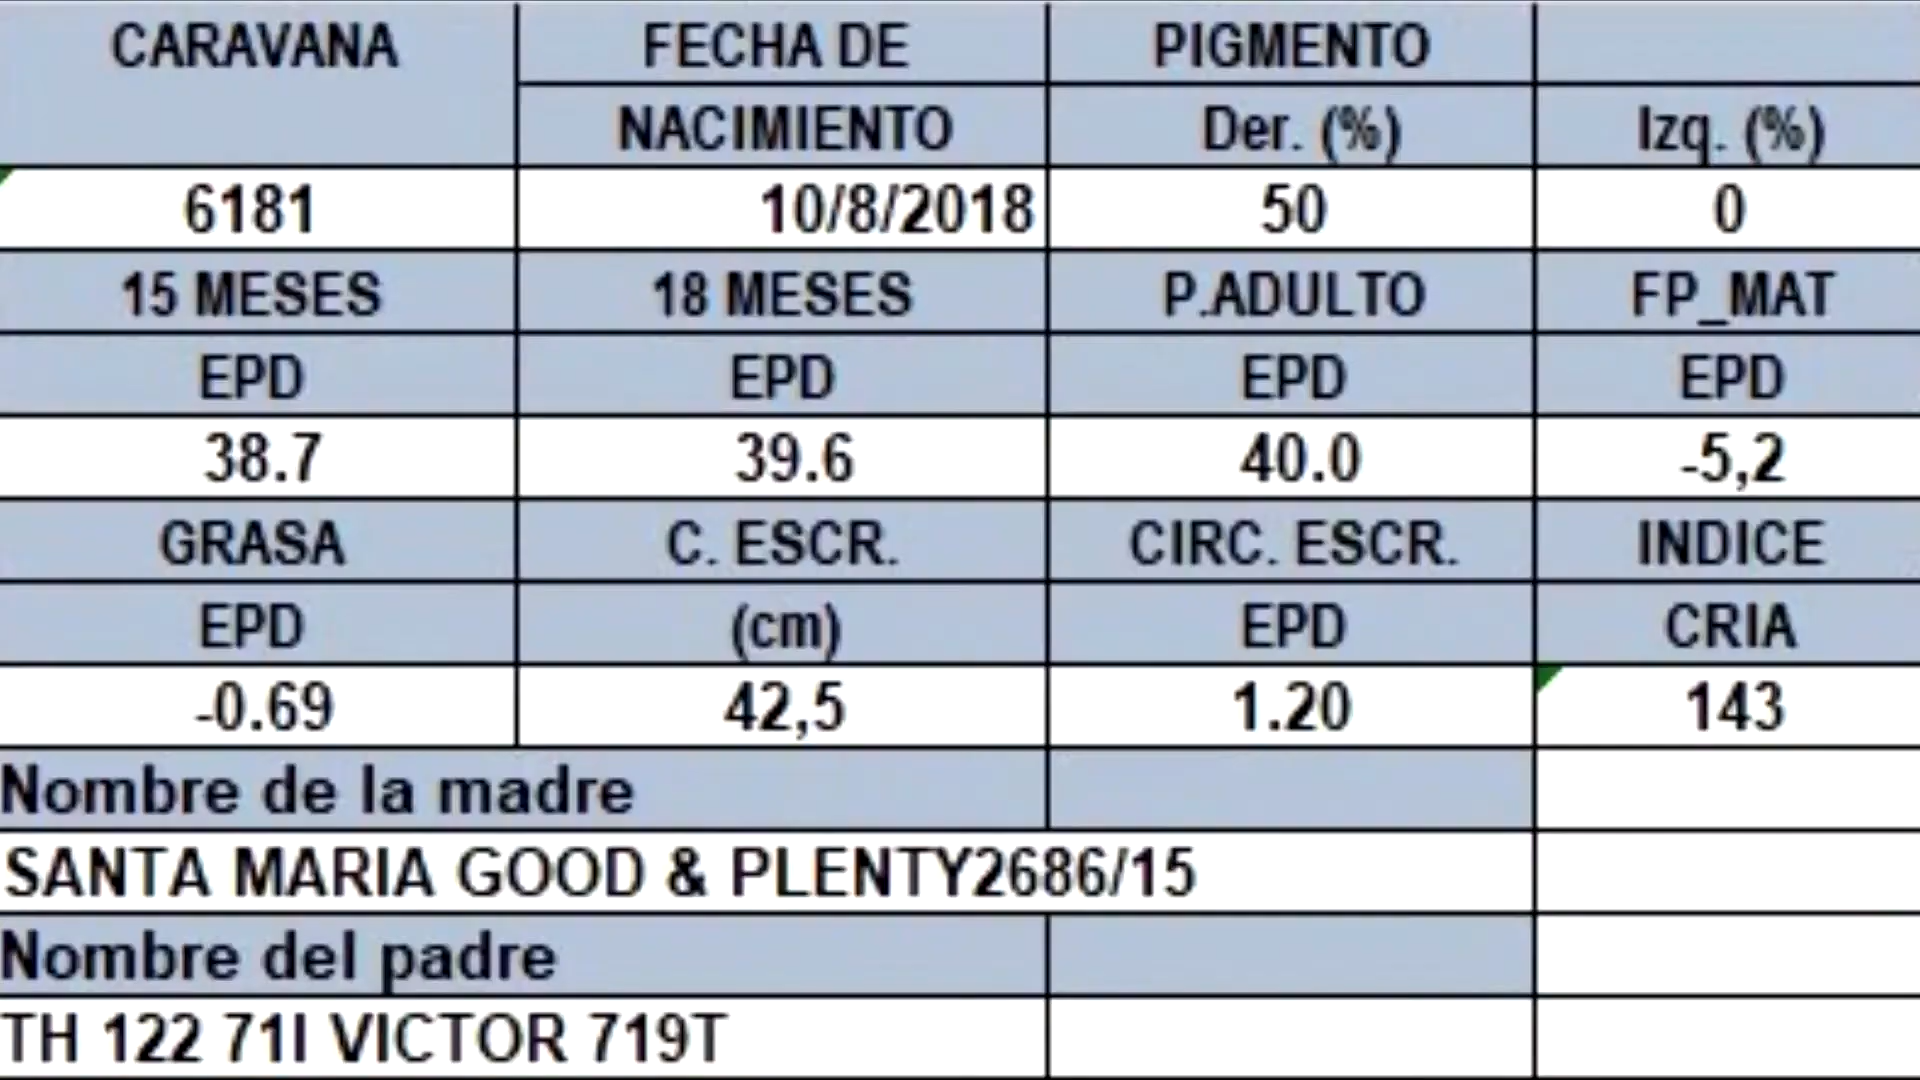 CARAVANA FECHA DE PIGMENTO
NACIMIENTO Der. (%) Izq. (%)
6181 10/8/2018 50 0
15 MESES 18 MESES P.ADULTO FP_MAT
EPD EPD EPD EPD
38.7 39.6 40.0 -5,2
GRASA C. ESCR. CIRC. ESCR. INDICE
EPD (cm) EPD CRIA
-0.69 42,5 1.20 143
Nombre de la madre
SANTA MARIA GOOD & PLENTY2686/15
Nombre del padre
TH 122 71I VICTOR 719T